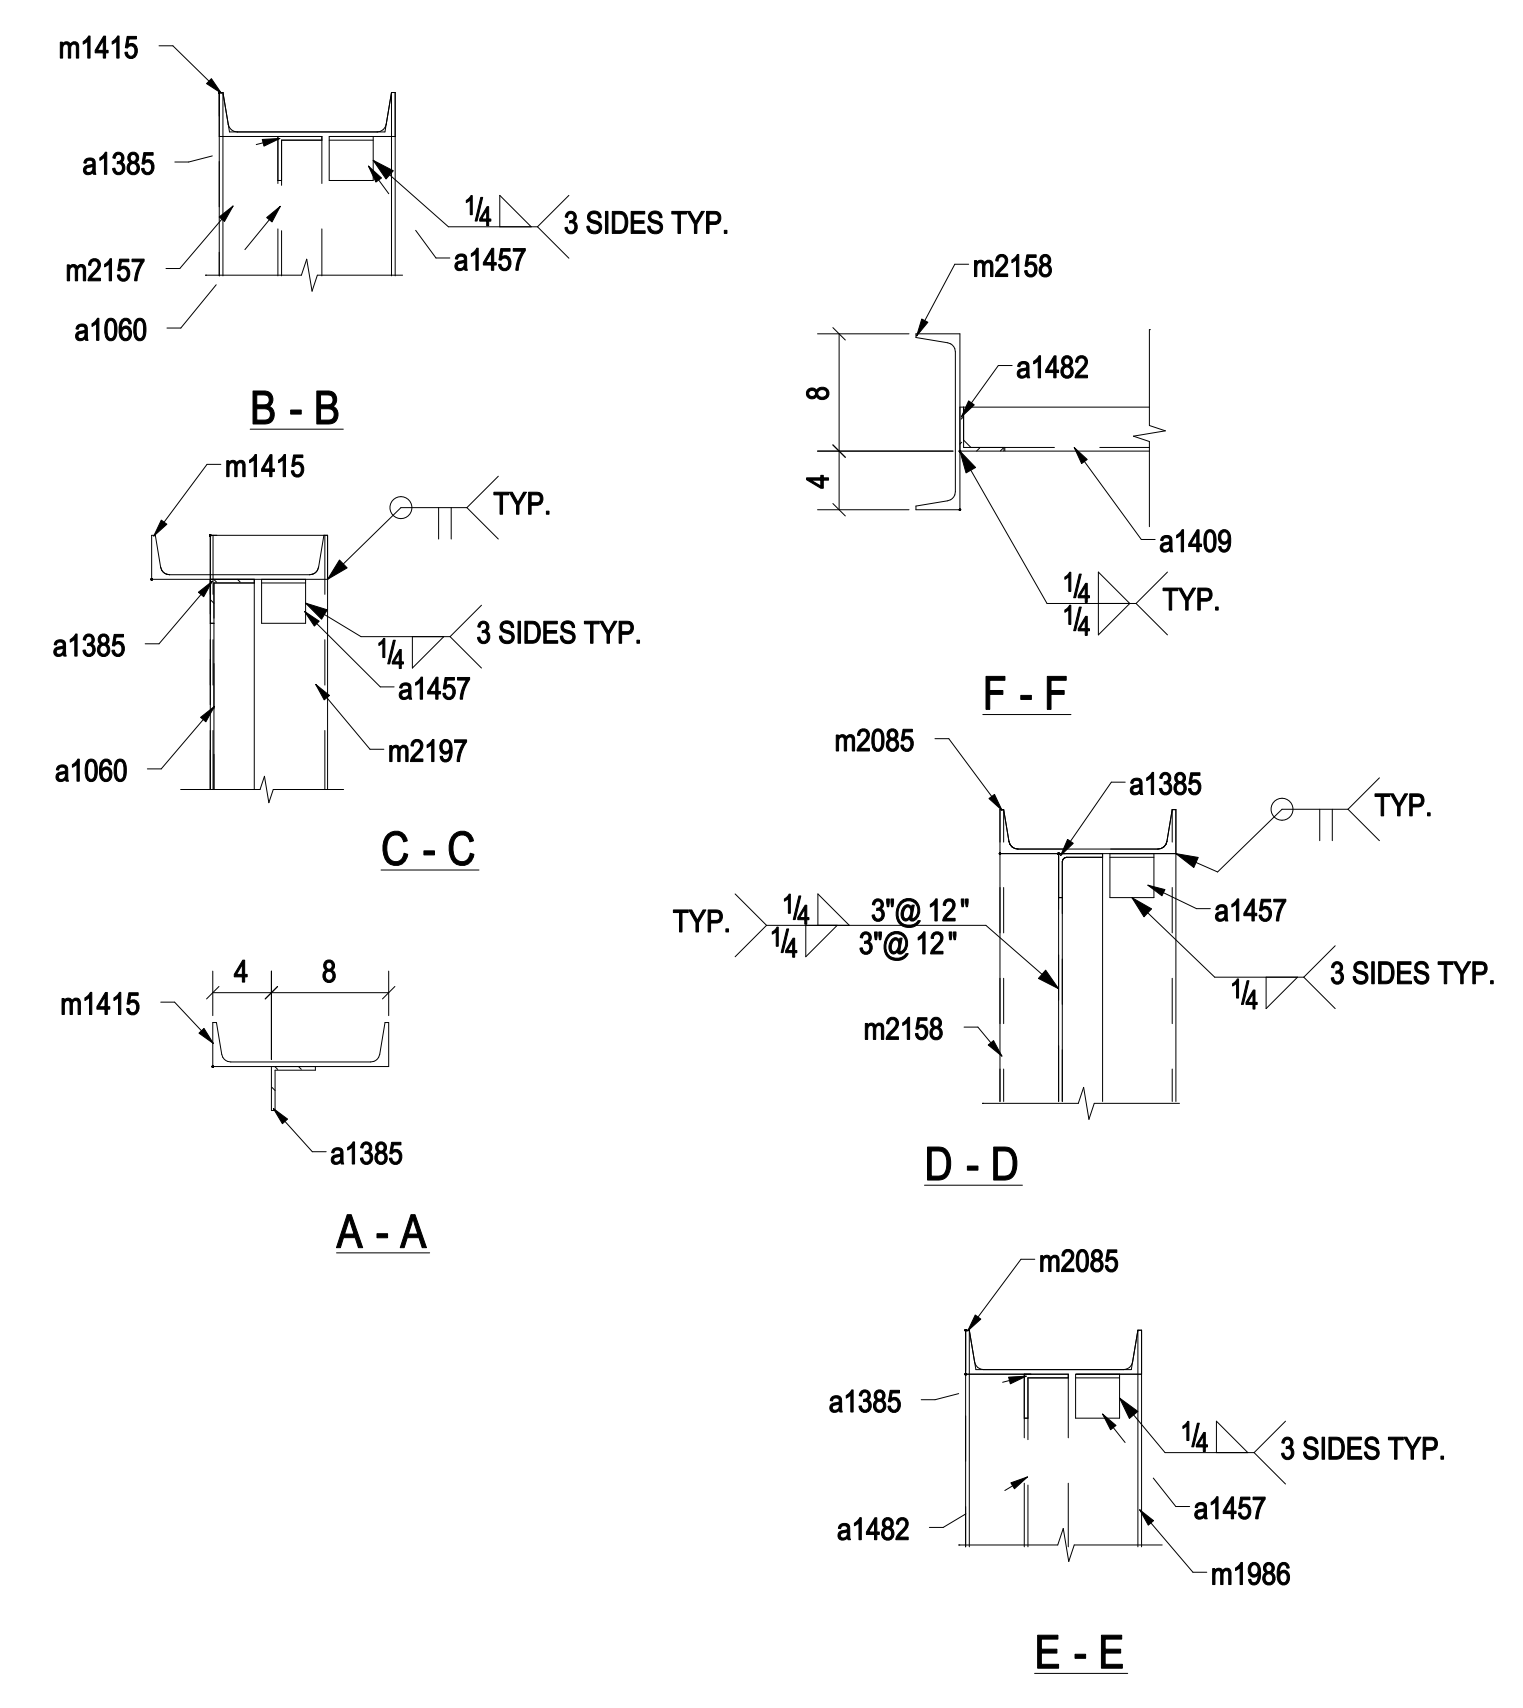 m1415
a1385
1/4
3 SIDES TYP.
a1457
m2157
a1060
B - B
m1415
TYP.
a1385
3 SIDES TYP.
1/4
a1457
m2197
a1060
C - C
4
8
m1415
a1385
A - A
m2158
a1482
8
4
a1409
1/4
1/4
TYP.
F - F
m2085
a1385
TYP.
TYP.
1/4
3"@ 12"
1/4
3"@ 12"
a1457
3 SIDES TYP.
1/4
m2158
D - D
m2085
a1385
1/4
3 SIDES TYP.
a1457
a1482
m1986
E - E